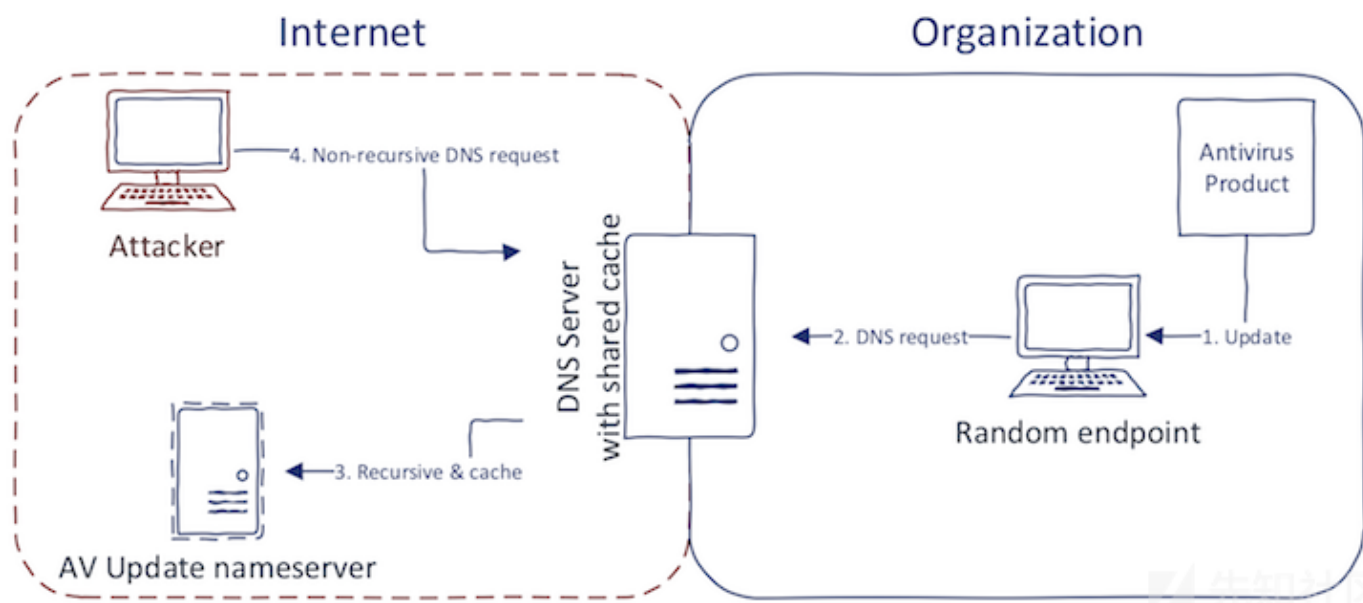 Internet
Organization
4. Non-recursive DNS request
Attacker
Antivirus
Product
DNS Server
with shared cache
2. DNS request
1. Update
Random endpoint
3. Recursive & cache
AV Update nameserver